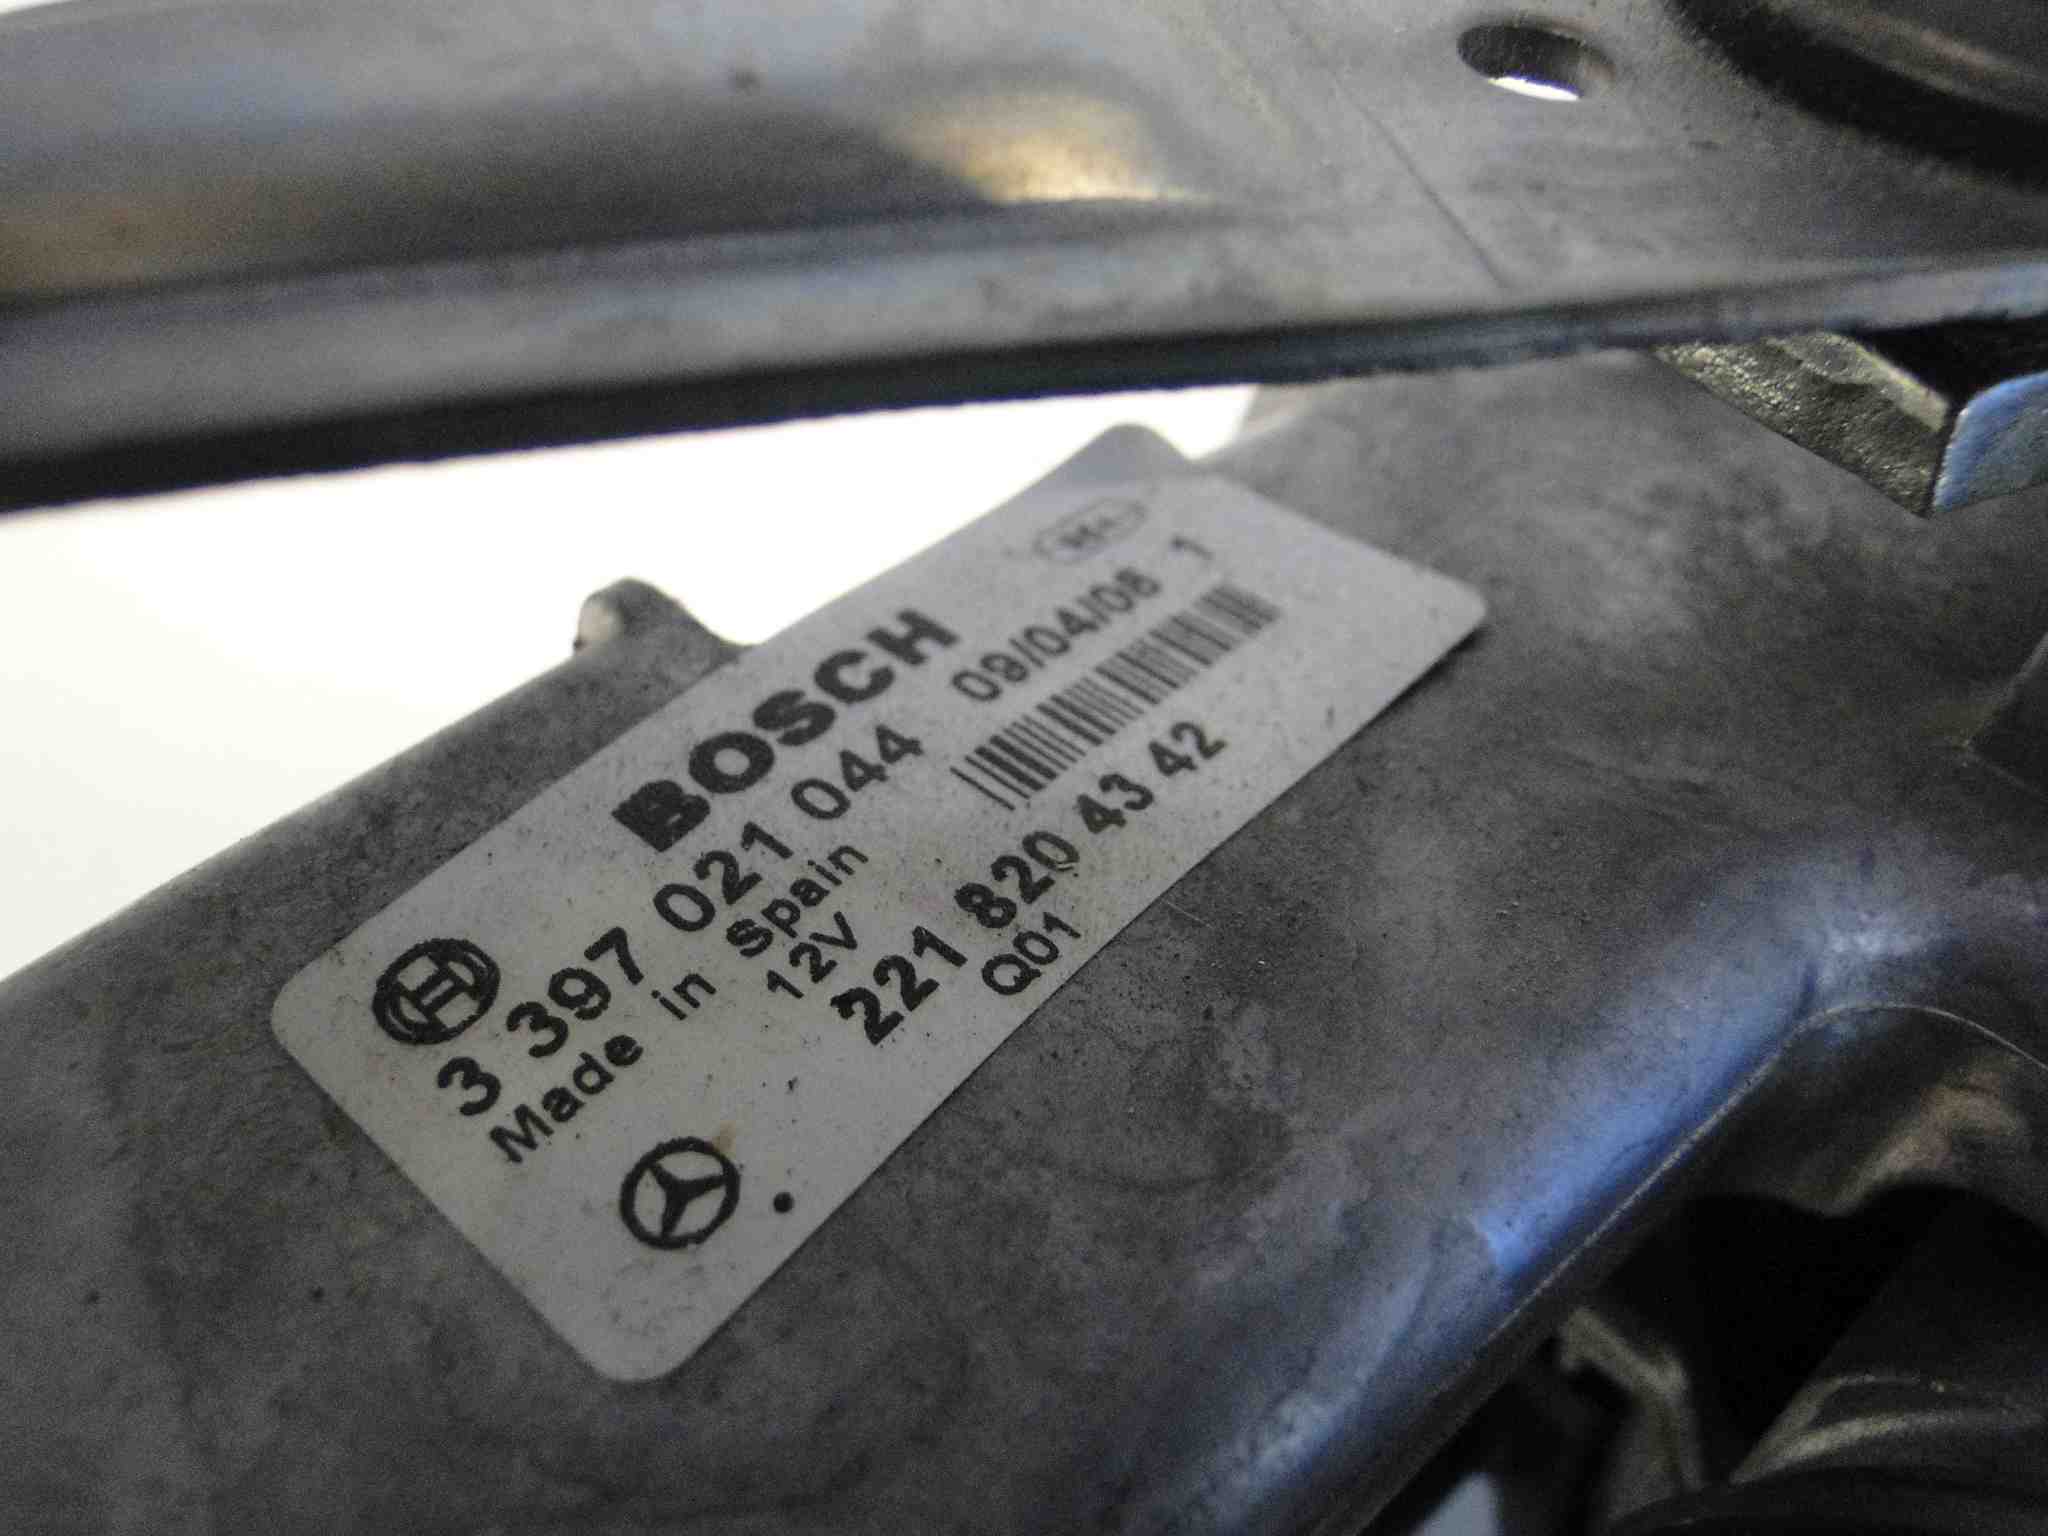 BOSCH
3 397 021 044 09/04/08 1
Made in Spain
12V
221 820 43 42
Q01